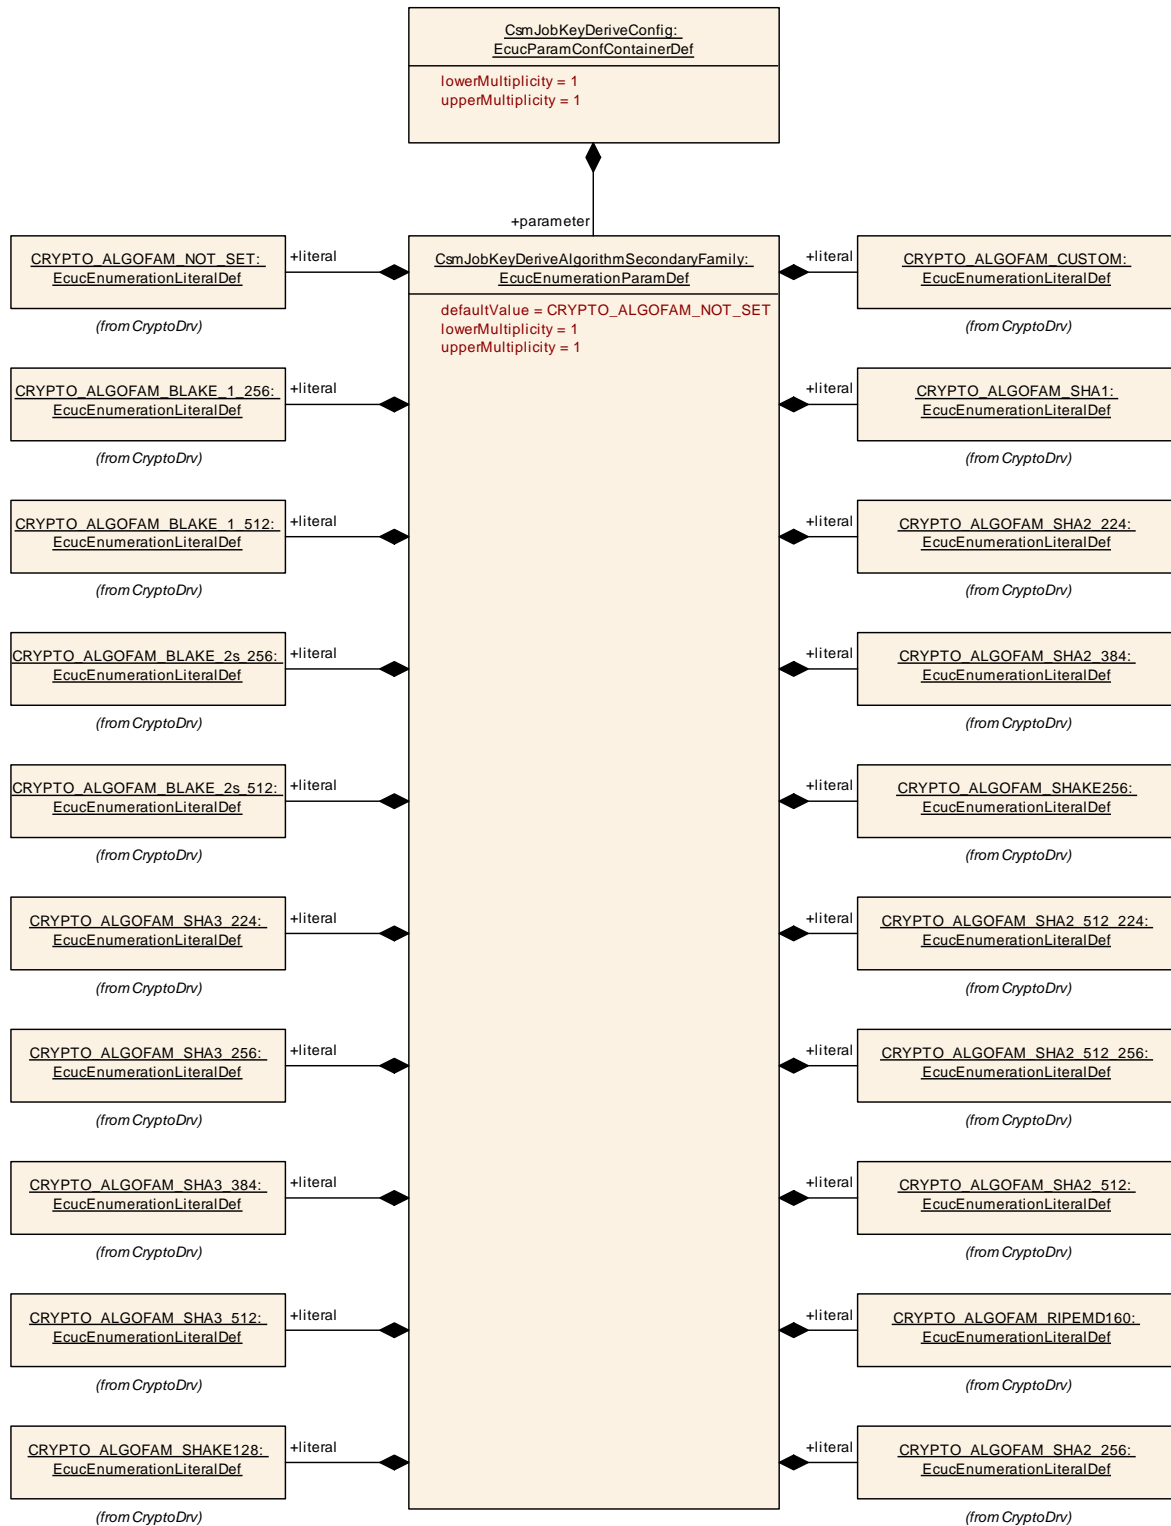 CsmJobKeyDeriveConfig:
EcucParamConfContainerDef
lowerMultiplicity = 1
upperMultiplicity = 1
+parameter
CRYPTO_ALGOFAM_NOT_SET:
EcucEnumerationLiteralDef
(from CryptoDrv)
+literal
CsmJobKeyDeriveAlgorithmSecondaryFamily:
EcucEnumerationParamDef
defaultValue = CRYPTO_ALGOFAM_NOT_SET
lowerMultiplicity = 1
upperMultiplicity = 1
+literal
CRYPTO_ALGOFAM_CUSTOM:
EcucEnumerationLiteralDef
(from CryptoDrv)
CRYPTO_ALGOFAM_BLAKE_1_256:
EcucEnumerationLiteralDef
(from CryptoDrv)
+literal
+literal
CRYPTO_ALGOFAM_SHA1:
EcucEnumerationLiteralDef
(from CryptoDrv)
CRYPTO_ALGOFAM_BLAKE_1_512:
EcucEnumerationLiteralDef
(from CryptoDrv)
+literal
+literal
CRYPTO_ALGOFAM_SHA2_224:
EcucEnumerationLiteralDef
(from CryptoDrv)
CRYPTO_ALGOFAM_BLAKE_2s_256:
EcucEnumerationLiteralDef
(from CryptoDrv)
+literal
+literal
CRYPTO_ALGOFAM_SHA2_384:
EcucEnumerationLiteralDef
(from CryptoDrv)
CRYPTO_ALGOFAM_BLAKE_2s_512:
EcucEnumerationLiteralDef
(from CryptoDrv)
+literal
+literal
CRYPTO_ALGOFAM_SHAKE256:
EcucEnumerationLiteralDef
(from CryptoDrv)
CRYPTO_ALGOFAM_SHA3_224:
EcucEnumerationLiteralDef
(from CryptoDrv)
+literal
+literal
CRYPTO_ALGOFAM_SHA2_512_224:
EcucEnumerationLiteralDef
(from CryptoDrv)
CRYPTO_ALGOFAM_SHA3_256:
EcucEnumerationLiteralDef
(from CryptoDrv)
+literal
+literal
CRYPTO_ALGOFAM_SHA2_512_256:
EcucEnumerationLiteralDef
(from CryptoDrv)
CRYPTO_ALGOFAM_SHA3_384:
EcucEnumerationLiteralDef
(from CryptoDrv)
+literal
+literal
CRYPTO_ALGOFAM_SHA2_512:
EcucEnumerationLiteralDef
(from CryptoDrv)
CRYPTO_ALGOFAM_SHA3_512:
EcucEnumerationLiteralDef
(from CryptoDrv)
+literal
+literal
CRYPTO_ALGOFAM_RIPEMD160:
EcucEnumerationLiteralDef
(from CryptoDrv)
CRYPTO_ALGOFAM_SHAKE128:
EcucEnumerationLiteralDef
(from CryptoDrv)
+literal
+literal
CRYPTO_ALGOFAM_SHA2_256:
EcucEnumerationLiteralDef
(from CryptoDrv)